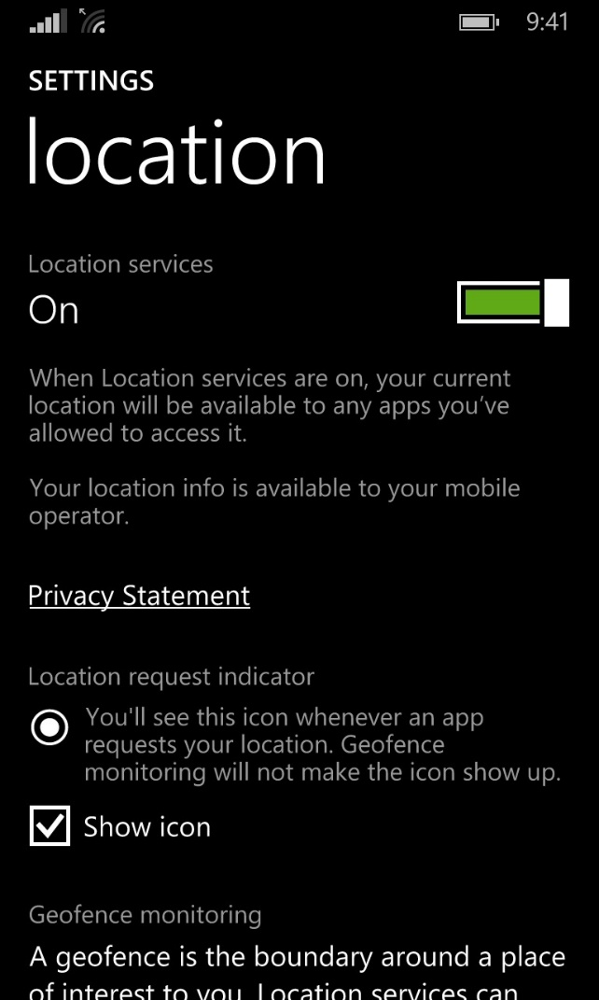 9:41
SETTINGS
location
Location services
On
When Location services are on, your current
location will be available to any apps you’ve
allowed to access it.
Your location info is available to your mobile
operator.
Privacy Statement
Location request indicator
You'll see this icon whenever an app
requests your location. Geofence
monitoring will not make the icon show up.
Show icon
Geofence monitoring
A geofence is the boundary around a place
of interest to you. Location services can